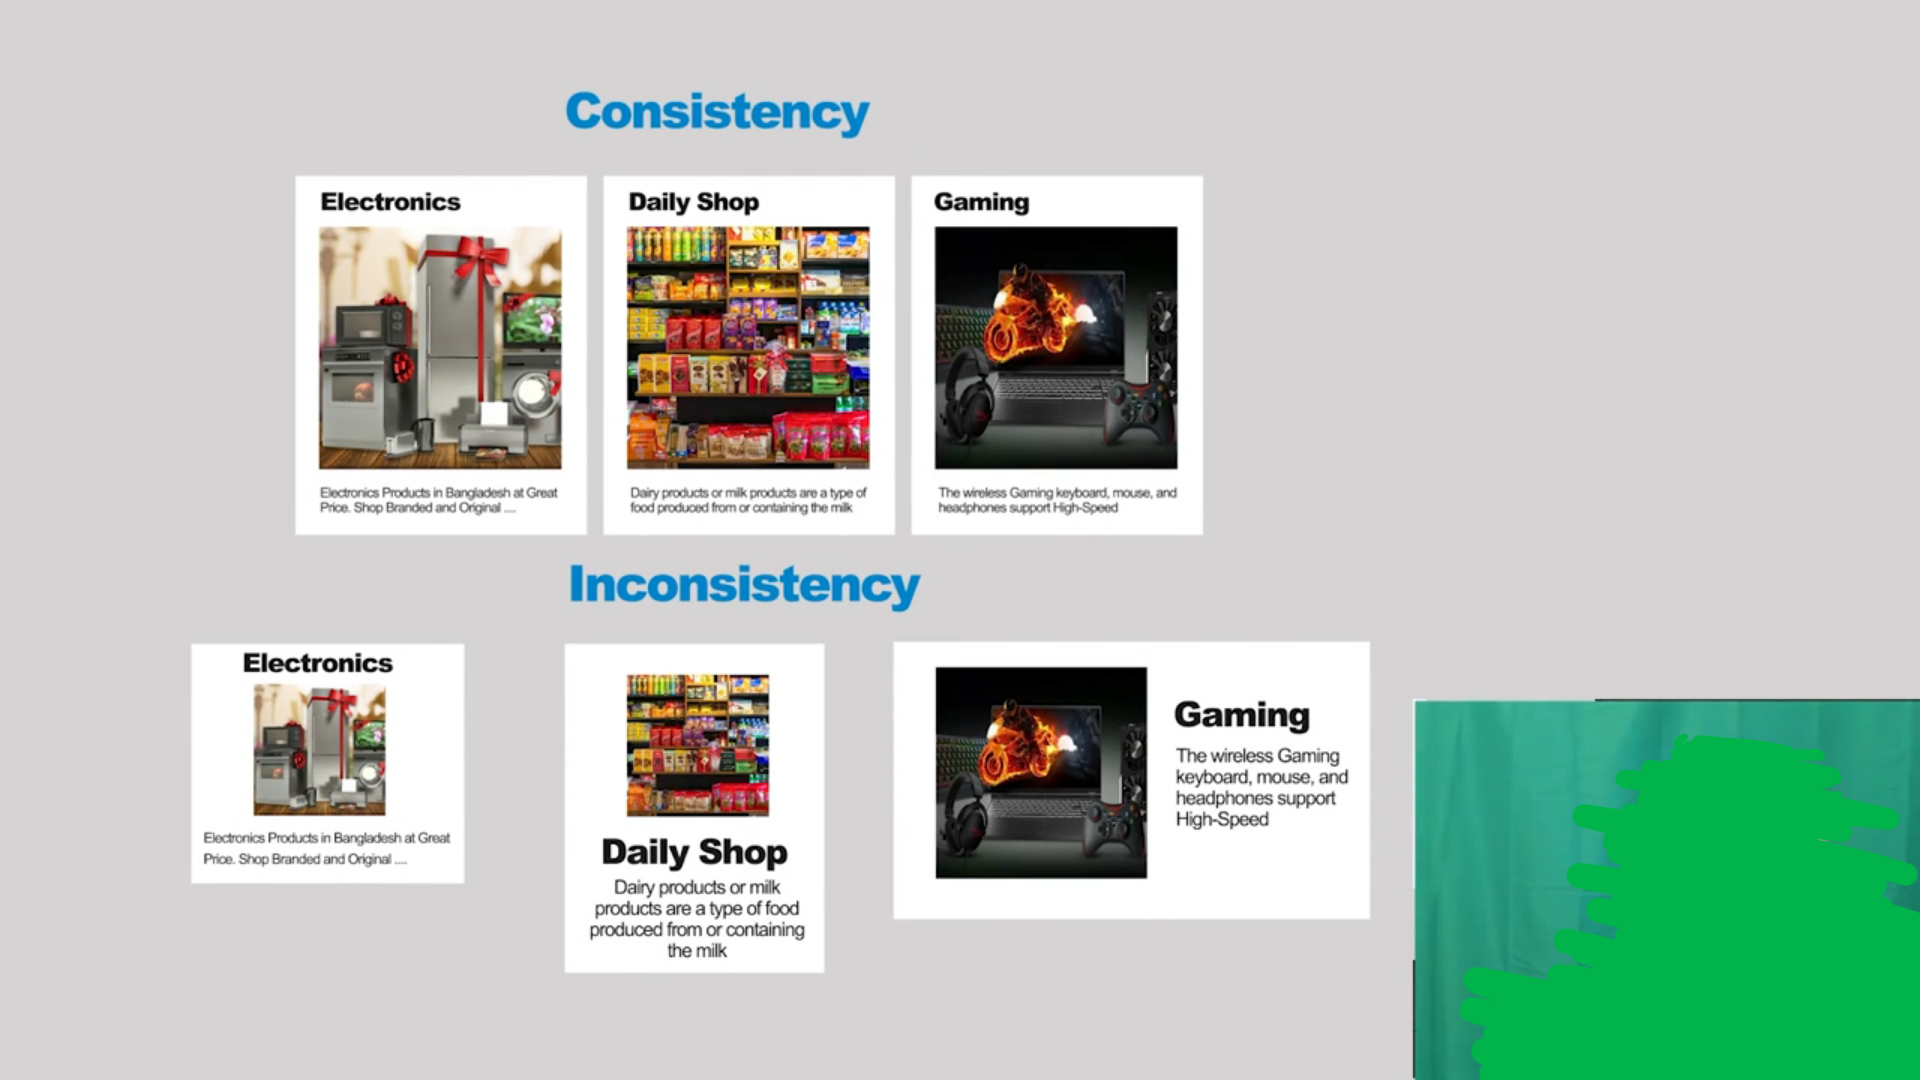 Consistency
Electronics
Daily Shop
Gaming
Electronics Products in Bangladesh at Great
Price. Shop Branded and Original ....
Dairy products or milk products are a type of
food produced from or containing the milk
The wireless Gaming keyboard, mouse, and
headphones support High-Speed
Inconsistency
Electronics
Electronics Products in Bangladesh at Great
Price. Shop Branded and Original ....
Daily Shop
Dairy products or milk
products are a type of food
produced from or containing
the milk
Gaming
The wireless Gaming
keyboard, mouse, and
headphones support
High-Speed